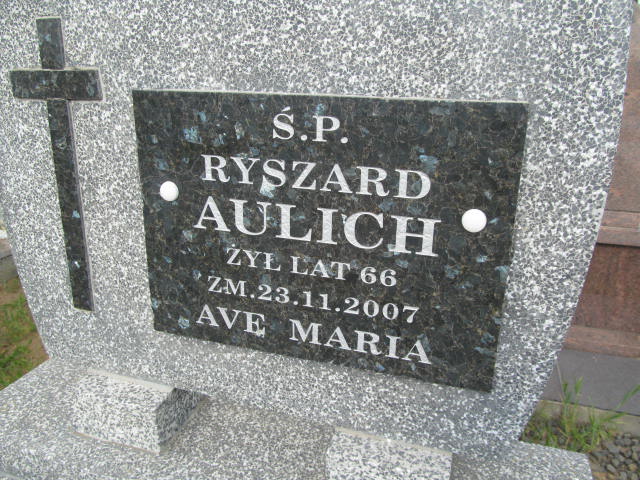 Ś.P.
RYSZARD
AULICH
ŻYŁ LAT 66
ZM.23.11.2007
AVE MARIA